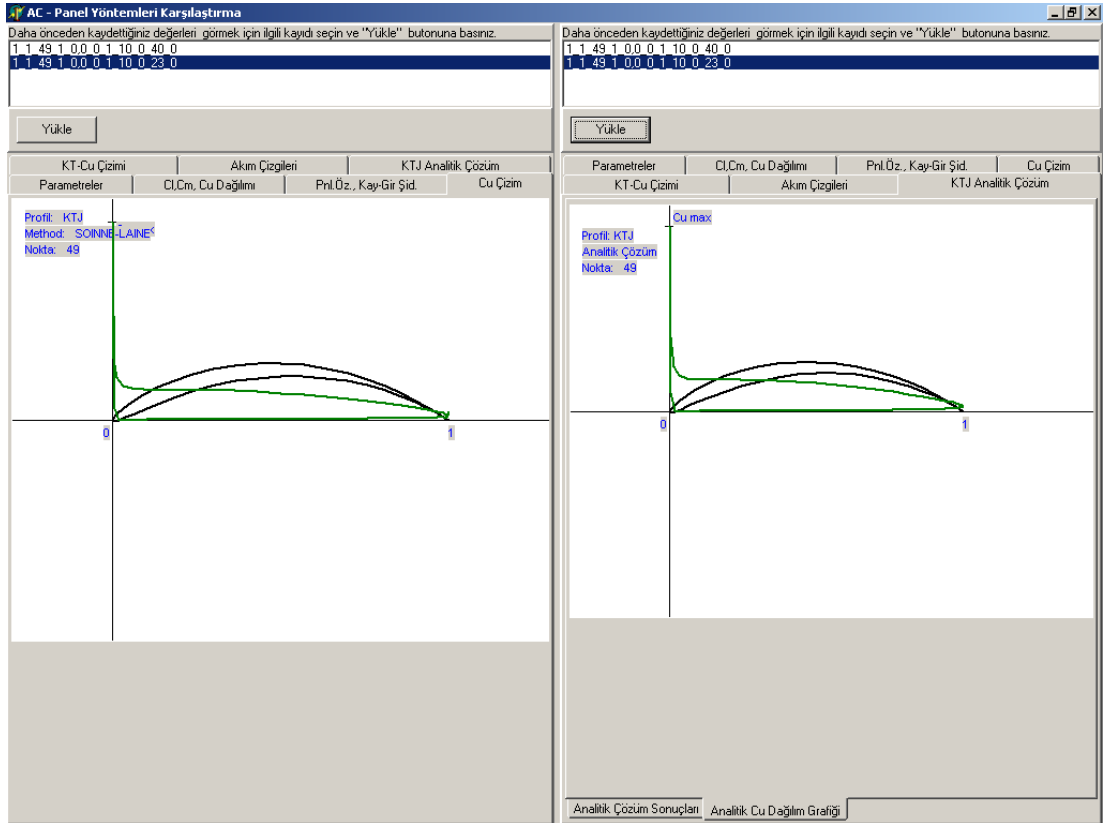 AC - Panel Yöntemleri Karşılaştırma
Daha önceden kaydettiğiniz değerleri görmek için ilgili kayıdı seçin ve "Yükle" butonuna basınız.
1_1_49_1_0,0_0_1_10_0_40_0
1_1_49_1_0,0_0_1_10_0_23_0
Yükle
KT-Cu Çizimi
Akım Çizgileri
KTJ Analitik Çözüm
Parametreler
Cl,Cm, Cu Dağılımı
Pnl.Öz., Kay-Gir Şid.
Cu Çizim
Profil: KTJ
Method: SOINNE-LAINE
Nokta: 49
0
1
Daha önceden kaydettiğiniz değerleri görmek için ilgili kayıdı seçin ve "Yükle" butonuna basınız.
1_1_49_1_0,0_0_1_10_0_40_0
1_1_49_1_0,0_0_1_10_0_23_0
Yükle
Parametreler
Cl,Cm, Cu Dağılımı
Pnl.Öz., Kay-Gir Şid.
Cu Çizim
KT-Cu Çizimi
Akım Çizgileri
KTJ Analitik Çözüm
Cu max
Profil: KTJ
Analitik Çözüm
Nokta: 49
0
1
Analitik Çözüm Sonuçları
Analitik Cu Dağılım Grafiği